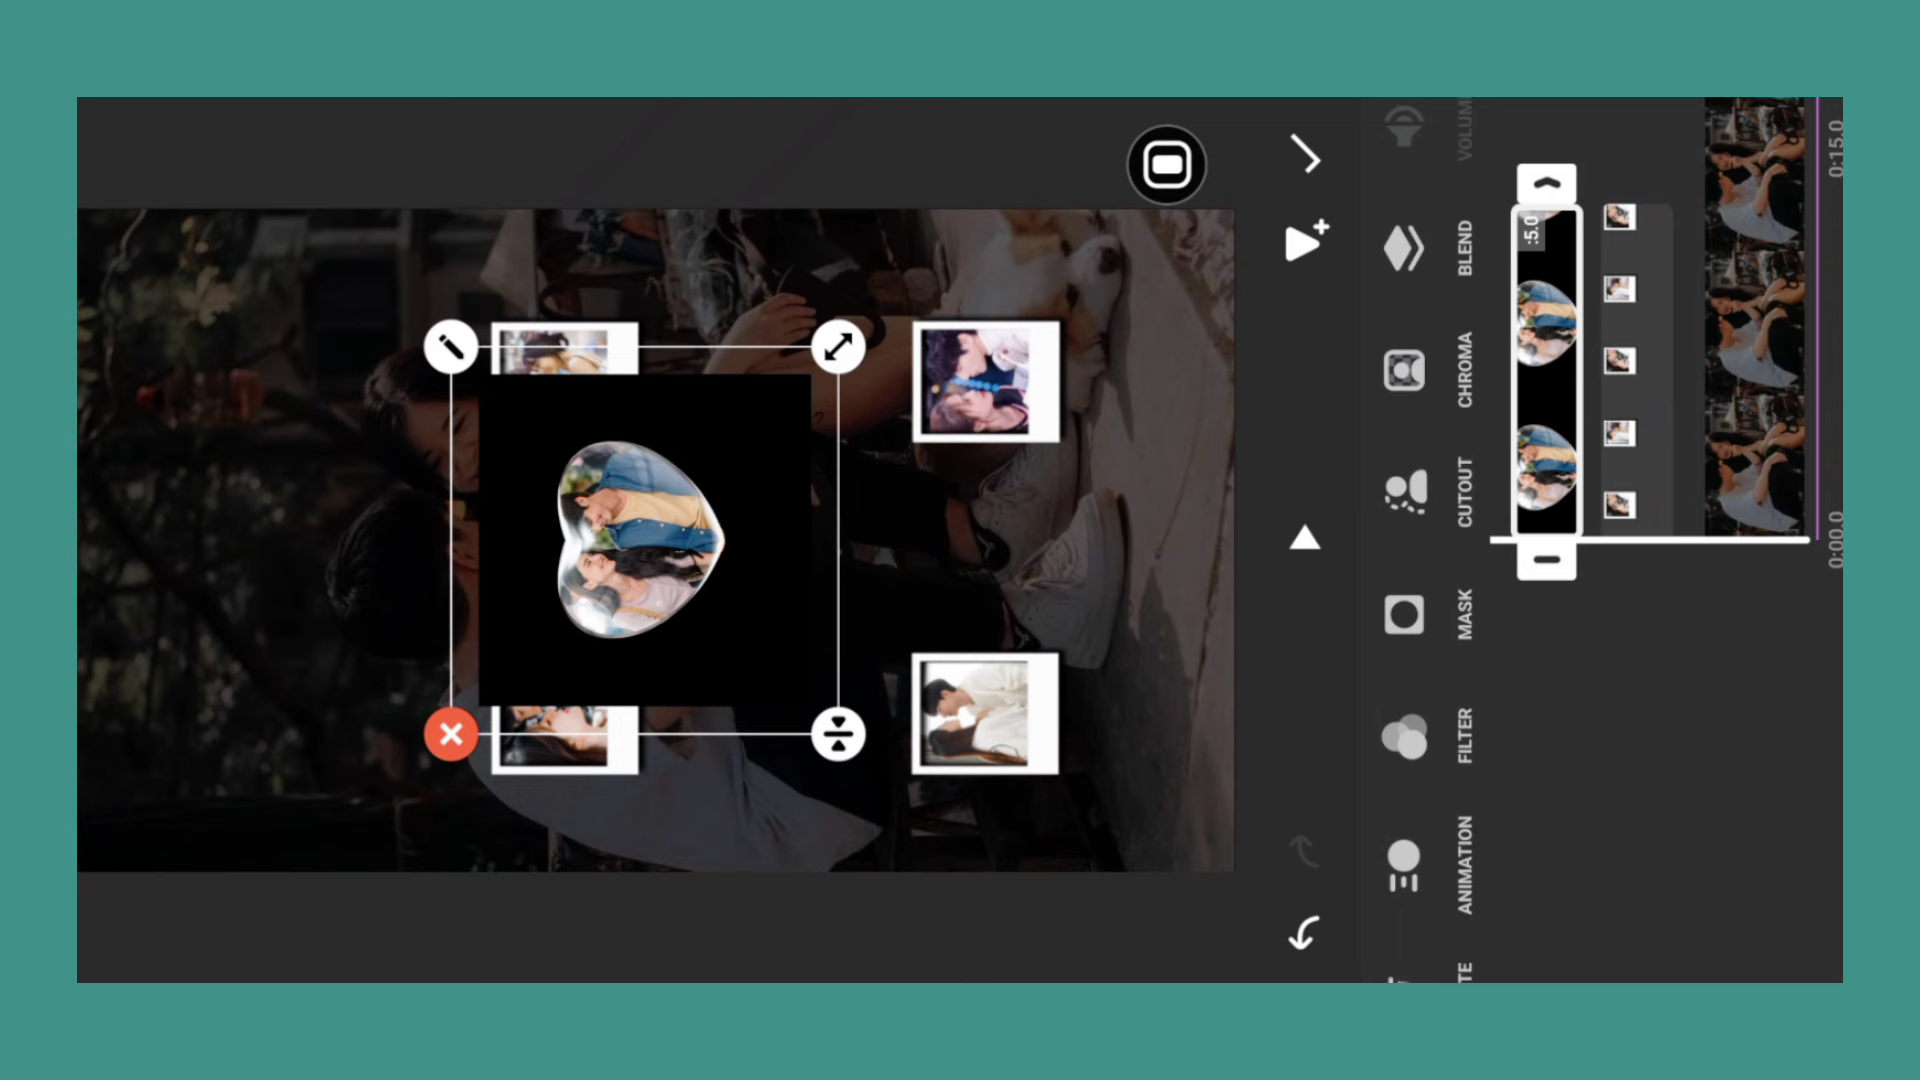 VOLUM
BLEND
CHROMA
CUTOUT
MASK
FILTER
ANIMATION
TE
:5.0
0:15.0
0:00.0